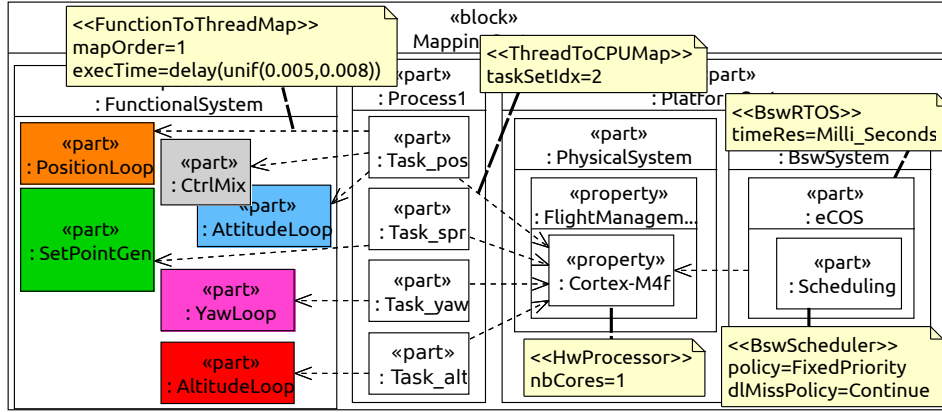 «block»
Mapping
<<FunctionToThreadMap>>
mapOrder=1
execTime=delay(unif(0.005,0.008))
<<ThreadToCPUMap>>
taskSetIdx=2
: FunctionalSystem
«part»
: Process1
«part»
: Platform
<<BswRTOS>>
timeRes=Milli_Seconds
«part»
: PositionLoop
«part»
: CtrlMix
«part»
: AttitudeLoop
«part»
: SetPointGen
«part»
: YawLoop
«part»
: AltitudeLoop
«part»
: Task_pos
«part»
: Task_spr
«part»
: Task_yaw
«part»
: Task_alt
«part»
: PhysicalSystem
«property»
: FlightManagem...
«property»
: Cortex-M4f
<<HwProcessor>>
nbCores=1
: BswSystem
«part»
: eCOS
«part»
: Scheduling
<<BswScheduler>>
policy=FixedPriority
dlMissPolicy=Continue